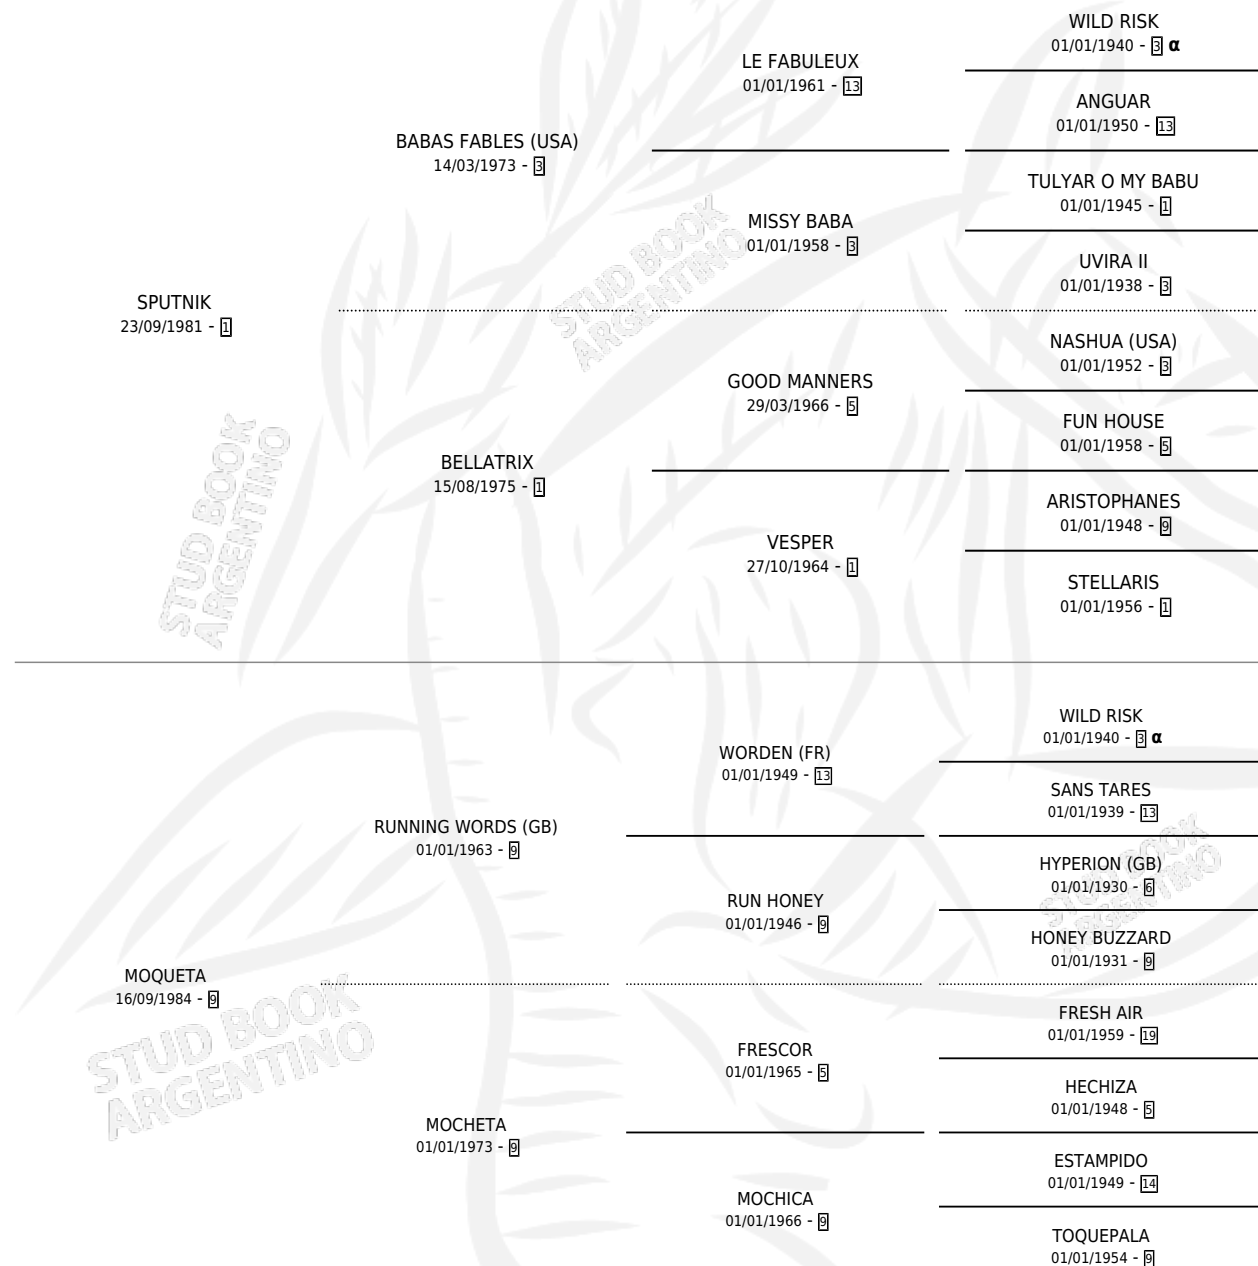 WILD RISK
01/01/1940 - 3 α
LE FABULEUX
01/01/1961 - 13
ANGUAR
01/01/1950 - 13
BABAS FABLES (USA)
14/03/1973 - 3
TULYAR O MY BABU
01/01/1945 - 1
MISSY BABA
01/01/1958 - 3
UVIRA II
01/01/1938 - 3
SPUTNIK
23/09/1981 - 1
NASHUA (USA)
01/01/1952 - 3
GOOD MANNERS
29/03/1966 - 5
FUN HOUSE
01/01/1958 - 5
BELLATRIX
15/08/1975 - 1
ARISTOPHANES
01/01/1948 - 9
VESPER
27/10/1964 - 1
STELLARIS
01/01/1956 - 1
WILD RISK
01/01/1940 - 3 α
WORDEN (FR)
01/01/1949 - 13
SANS TARES
01/01/1939 - 13
RUNNING WORDS (GB)
01/01/1963 - 9
HYPERION (GB)
01/01/1930 - 6
RUN HONEY
01/01/1946 - 9
HONEY BUZZARD
01/01/1931 - 9
MOQUETA
16/09/1984 - 9
FRESH AIR
01/01/1959 - 19
FRESCOR
01/01/1965 - 5
HECHIZA
01/01/1948 - 5
MOCHETA
01/01/1973 - 9
ESTAMPIDO
01/01/1949 - 14
MOCHICA
01/01/1966 - 9
TOQUEPALA
01/01/1954 - 9
STUD BOOK
ARGENTINO
STUD BOOK
ARGENTINO
STUD BOOK
ARGENTINO
STUD BOOK
ARGENTINO